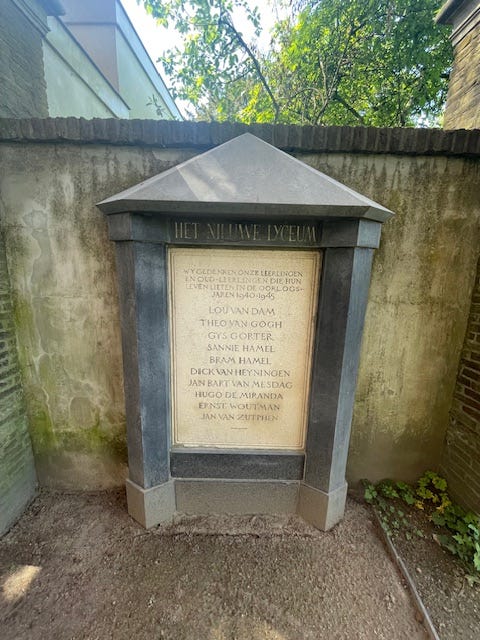 HET NIEUWE LYCEUM
WY GEDENKEN ONZE LEERLINGEN
EN OUD-LEERLINGEN DIE HUN
LEVEN LIETEN IN DE OORLOGS-
JAREN 1940-1945
LOU VAN DAM
THEO VAN GOGH
GYS GORTER
SANNIE HAMEL
BRAM HAMEL
DICK VAN HEYNINGEN
JAN BART VAN MESDAG
HUGO DE MIRANDA
ERNST WOUTMAN
JAN VAN ZUTPHEN